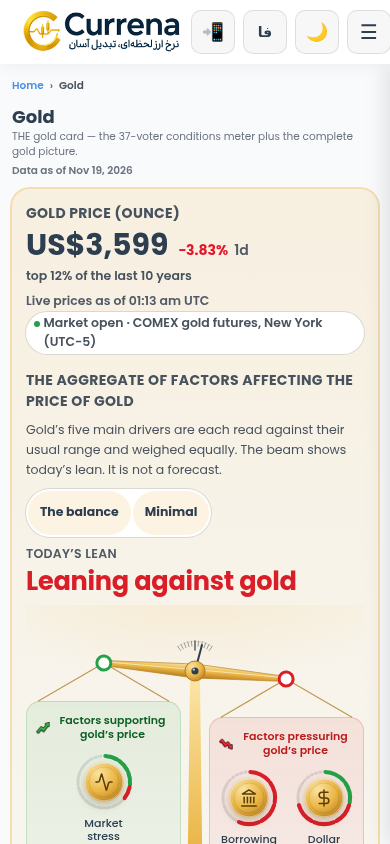 Currena
نرخ ارز لحظه‌ای، تبدیل آسان
فا
Home › Gold
Gold
THE gold card — the 37-voter conditions meter plus the complete
gold picture.
Data as of Nov 19, 2026
GOLD PRICE (OUNCE)
US$3,599 −3.83% 1d
top 12% of the last 10 years
Live prices as of 01:13 am UTC
Market open · COMEX gold futures, New York
(UTC-5)
THE AGGREGATE OF FACTORS AFFECTING THE
PRICE OF GOLD
Gold’s five main drivers are each read against their
usual range and weighed equally. The beam shows
today’s lean. It is not a forecast.
The balance Minimal
TODAY’S LEAN
Leaning against gold
Factors supporting
gold’s price
Factors pressuring
gold’s price
Market
stress
Borrowing
Dollar